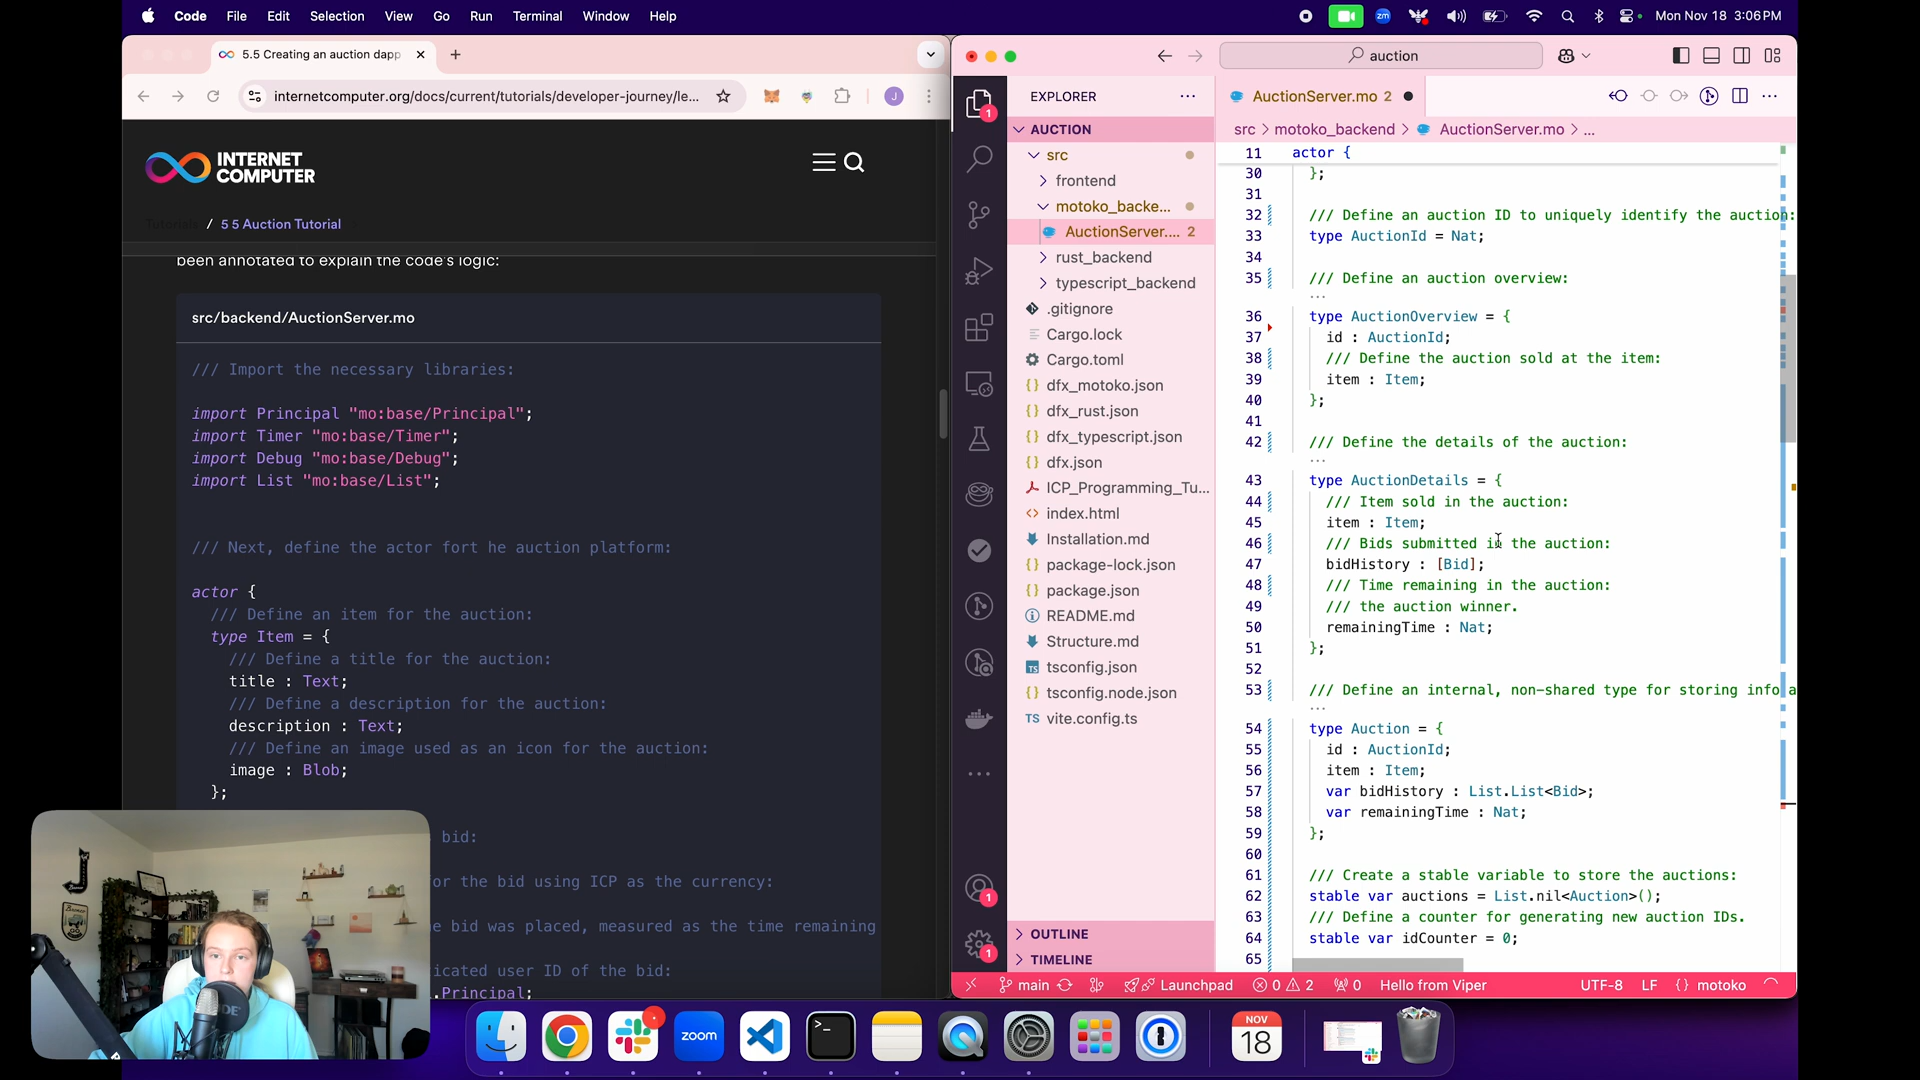 Code File Edit Selection View Go Run Terminal Window Help
zm
Mon Nov 18 3:06 PM
5.5 Creating an auction dapp
internetcomputer.org/docs/current/tutorials/developer-journey/le...
J
INTERNET
COMPUTER
Tutorials / 5 5 Auction Tutorial
been annotated to explain the code's logic:
src/backend/AuctionServer.mo
/// Import the necessary libraries:
import Principal "mo:base/Principal";
import Timer "mo:base/Timer";
import Debug "mo:base/Debug";
import List "mo:base/List";
/// Next, define the actor fort he auction platform:
actor {
/// Define an item for the auction:
type Item = {
/// Define a title for the auction:
title : Text;
/// Define a description for the auction:
description : Text;
/// Define an image used as an icon for the auction:
image : Blob;
};
bid:
or the bid using ICP as the currency:
e bid was placed, measured as the time remaining
icated user ID of the bid:
.Principal;
auction
EXPLORER
AUCTION
src
frontend
motoko_backe...
AuctionServer.... 2
rust_backend
typescript_backend
.gitignore
Cargo.lock
Cargo.toml
dfx_motoko.json
dfx_rust.json
dfx_typescript.json
dfx.json
ICP_Programming_Tu...
index.html
Installation.md
package-lock.json
package.json
README.md
Structure.md
tsconfig.json
tsconfig.node.json
TS vite.config.ts
OUTLINE
TIMELINE
1
1
1
AuctionServer.mo 2
src > motoko_backend > AuctionServer.mo > ...
11 actor {
30 };
31
32 /// Define an auction ID to uniquely identify the auction:
33 type AuctionId = Nat;
34
35 /// Define an auction overview:
...
36 type AuctionOverview = {
37 id : AuctionId;
38 /// Define the auction sold at the item:
39 item : Item;
40 };
41
42 /// Define the details of the auction:
...
43 type AuctionDetails = {
44 /// Item sold in the auction:
45 item : Item;
46 /// Bids submitted in the auction:
47 bidHistory : [Bid];
48 /// Time remaining in the auction:
49 /// the auction winner.
50 remainingTime : Nat;
51 };
52
53 /// Define an internal, non-shared type for storing info a
...
54 type Auction = {
55 id : AuctionId;
56 item : Item;
57 var bidHistory : List.List<Bid>;
58 var remainingTime : Nat;
59 };
60
61 /// Create a stable variable to store the auctions:
62 stable var auctions = List.nil<Auction>();
63 /// Define a counter for generating new auction IDs.
64 stable var idCounter = 0;
65
main Launchpad 0 2 0 Hello from Viper UTF-8 LF {} motoko
zoom
NOV
18